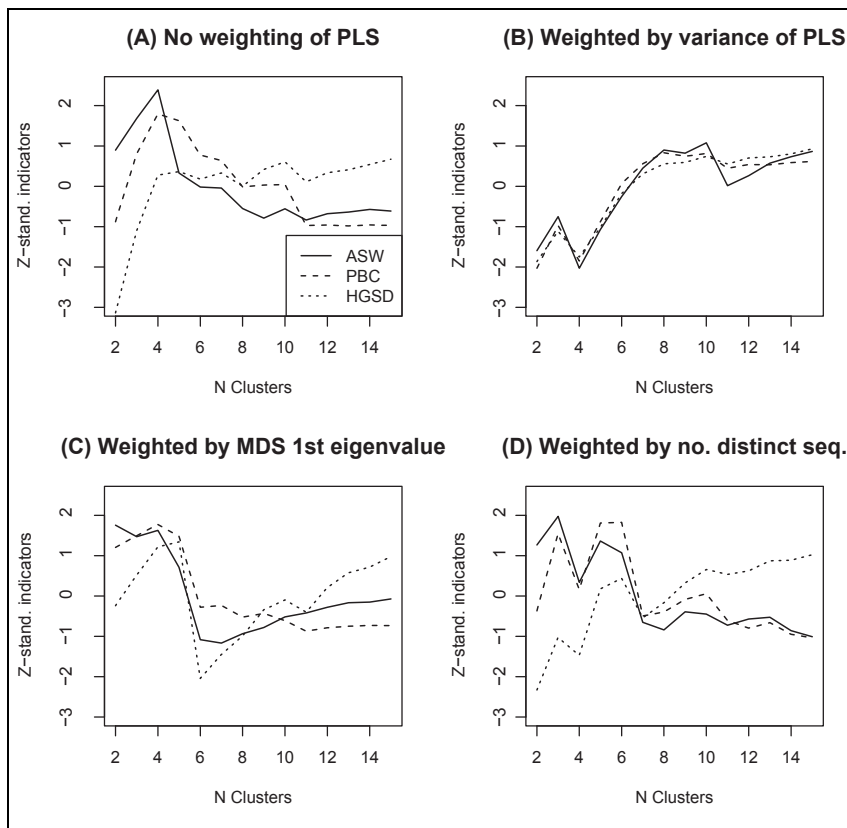 (A) No weighting of PLS
Z−stand. indicators
2
1
0
−1
−2
−3
ASW
PBC
HGSD
2 4 6 8 10 12 14
N Clusters
(B) Weighted by variance of PLS
Z−stand. indicators
2
1
0
−1
−2
−3
2 4 6 8 10 12 14
N Clusters
(C) Weighted by MDS 1st eigenvalue
Z−stand. indicators
2
1
0
−1
−2
−3
2 4 6 8 10 12 14
N Clusters
(D) Weighted by no. distinct seq.
Z−stand. indicators
2
1
0
−1
−2
−3
2 4 6 8 10 12 14
N Clusters